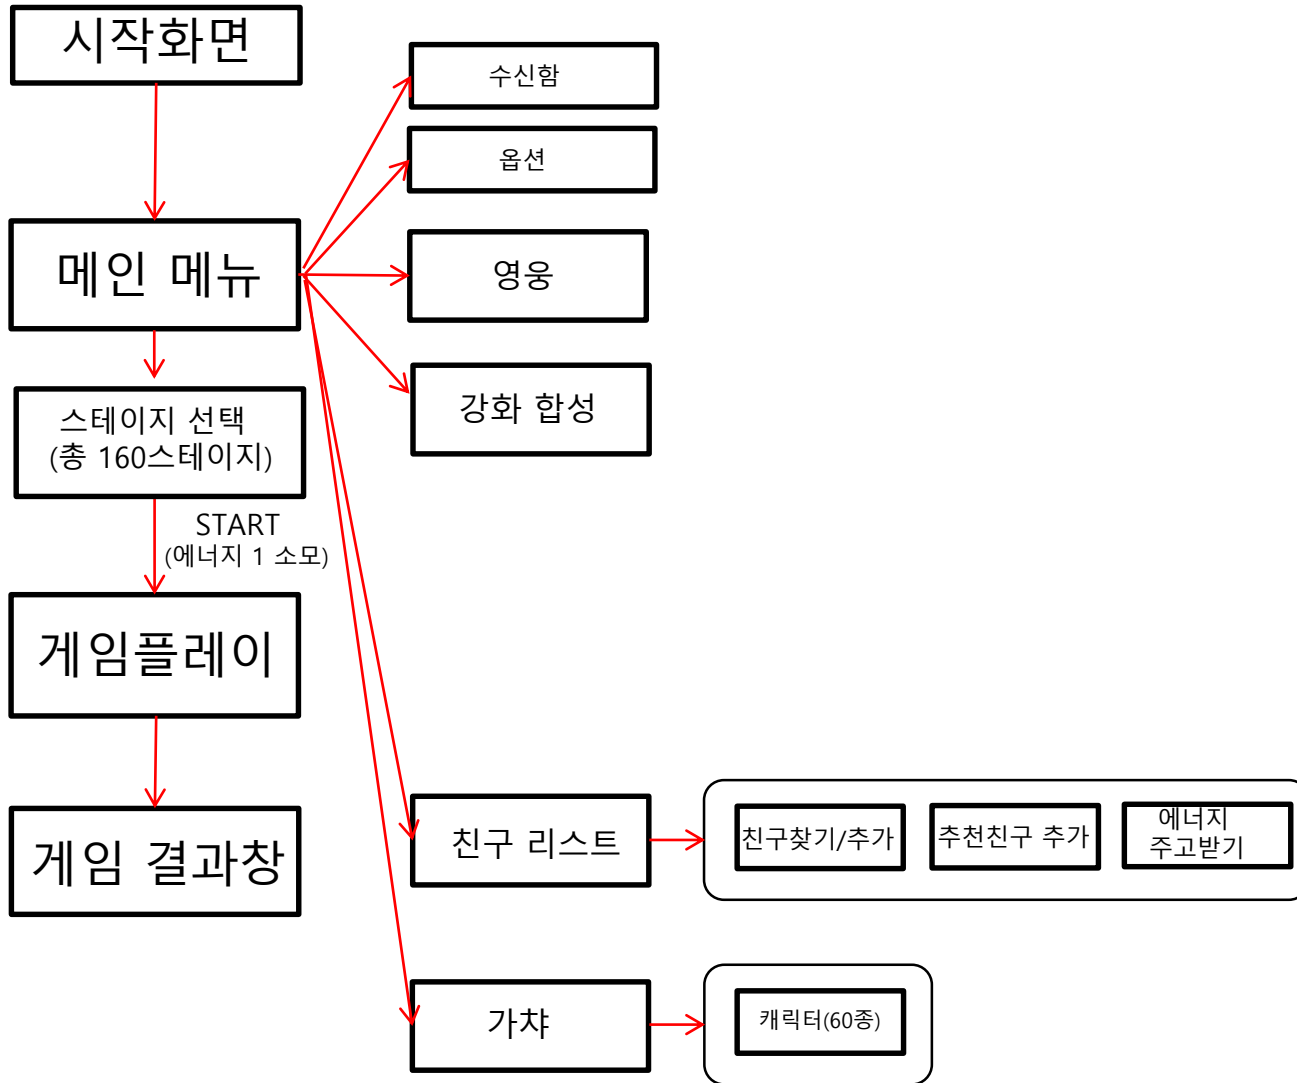 시작화면
수신함
옵션
메인 메뉴
영웅
스테이지 선택
(총 160스테이지)
강화 합성
START
(에너지 1 소모)
게임플레이
게임 결과창
친구 리스트
친구찾기/추가
추천친구 추가
에너지
주고받기
가챠
캐릭터(60종)